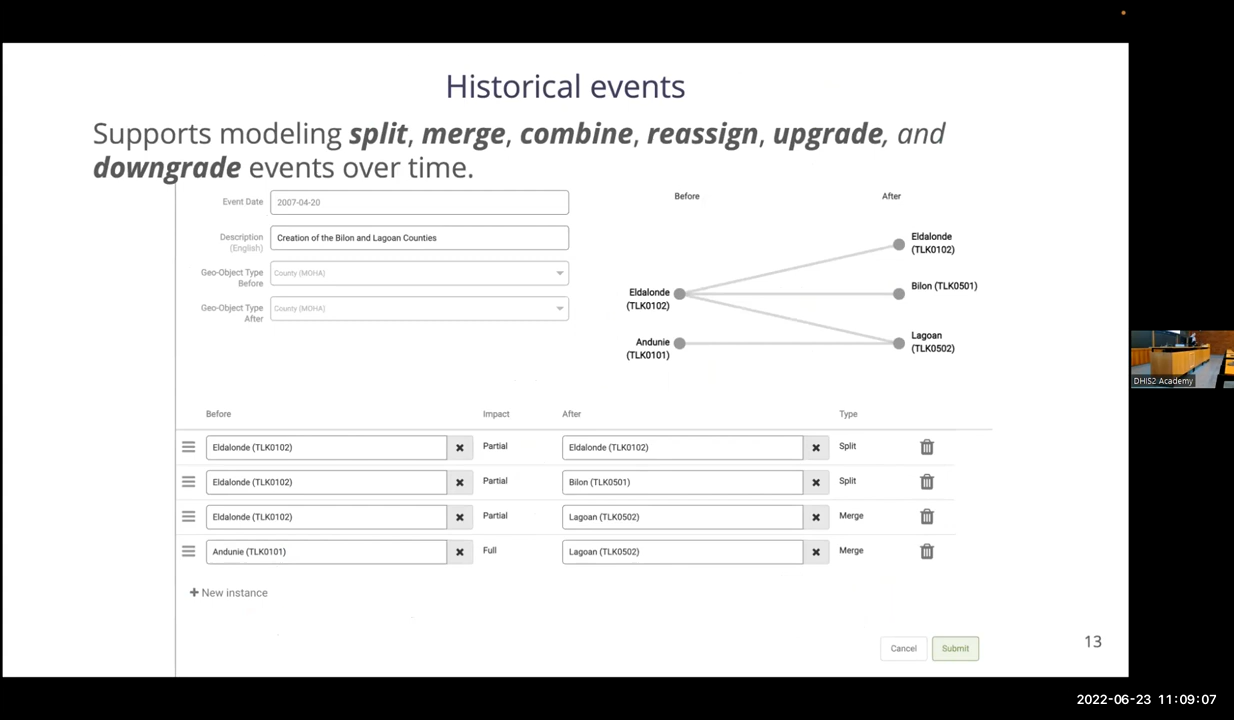 Historical events
Supports modeling split, merge, combine, reassign, upgrade, and
downgrade events over time.
Event Date
2007-04-20
Description
(English)
Creation of the Bilon and Lagoan Counties
Geo-Object Type
Before
County (MOHA)
Geo-Object Type
After
County (MOHA)
Before
After
Eldalonde
(TLK0102)
Andunie
(TLK0101)
Eldalonde
(TLK0102)
Bilon (TLK0501)
Lagoan
(TLK0502)
Before Impact After Type
Eldalonde (TLK0102) Partial Eldalonde (TLK0102) Split
Eldalonde (TLK0102) Partial Bilon (TLK0501) Split
Eldalonde (TLK0102) Partial Lagoan (TLK0502) Merge
Andunie (TLK0101) Full Lagoan (TLK0502) Merge
+ New instance
Cancel Submit
13
DHIS2 Academy
2022-06-23 11:09:07